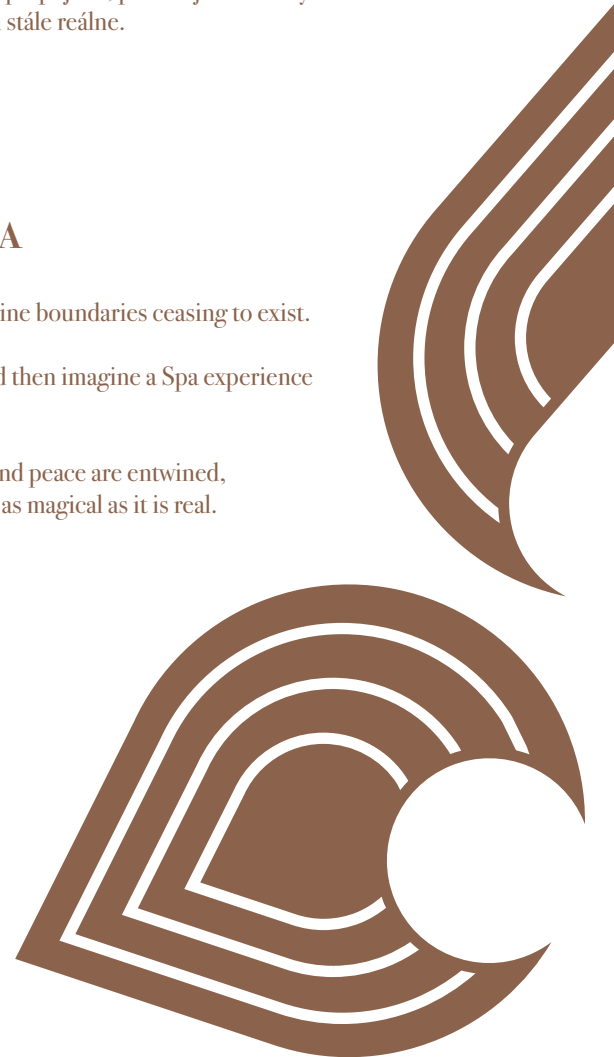 stále reálne.
A
ine boundaries ceasing to exist.
d then imagine a Spa experience
nd peace are entwined,
as magical as it is real.